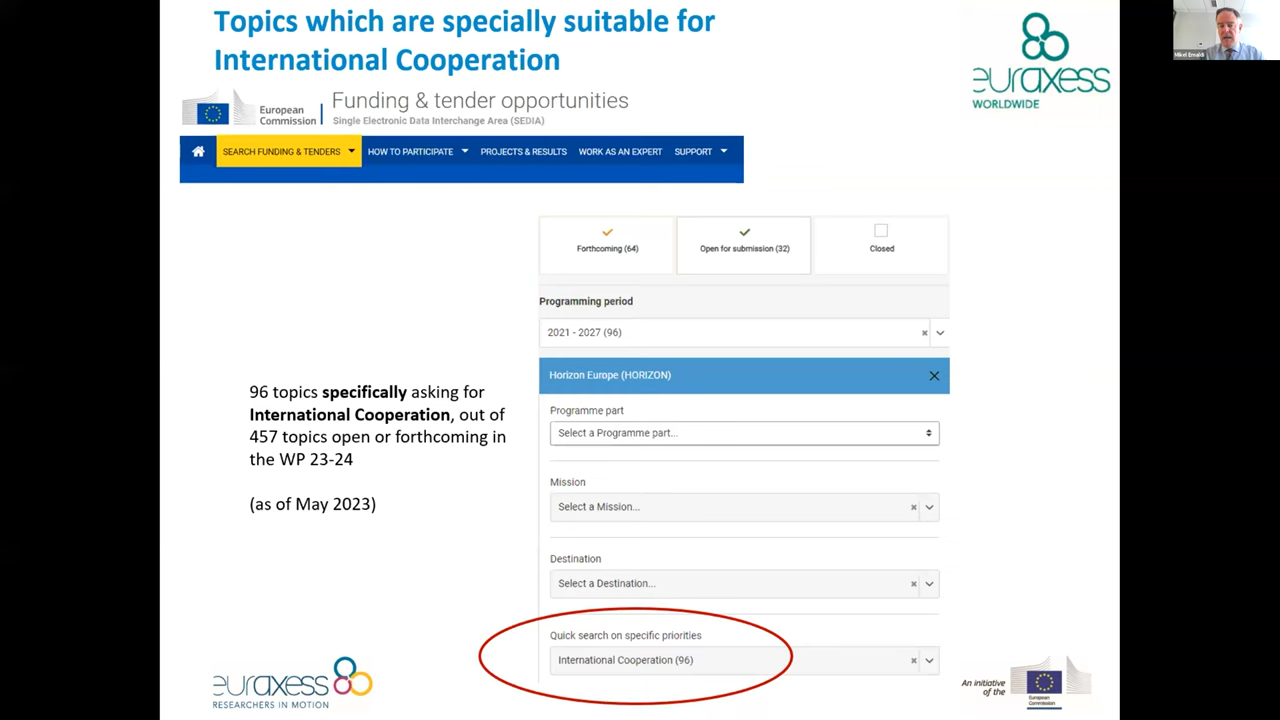 Topics which are specially suitable for
International Cooperation
euraxess
WORLDWIDE
Mikel Emaldi
European
Commission
Funding & tender opportunities
Single Electronic Data Interchange Area (SEDIA)
SEARCH FUNDING & TENDERS
HOW TO PARTICIPATE
PROJECTS & RESULTS
WORK AS AN EXPERT
SUPPORT
Forthcoming (64)
Open for submission (32)
Closed
Programming period
2021 - 2027 (96)
Horizon Europe (HORIZON)
Programme part
Select a Programme part...
Mission
Select a Mission...
Destination
Select a Destination...
Quick search on specific priorities
International Cooperation (96)
96 topics specifically asking for
International Cooperation, out of
457 topics open or forthcoming in
the WP 23-24
(as of May 2023)
euraxess
RESEARCHERS IN MOTION
An initiative
of the
European
Commission